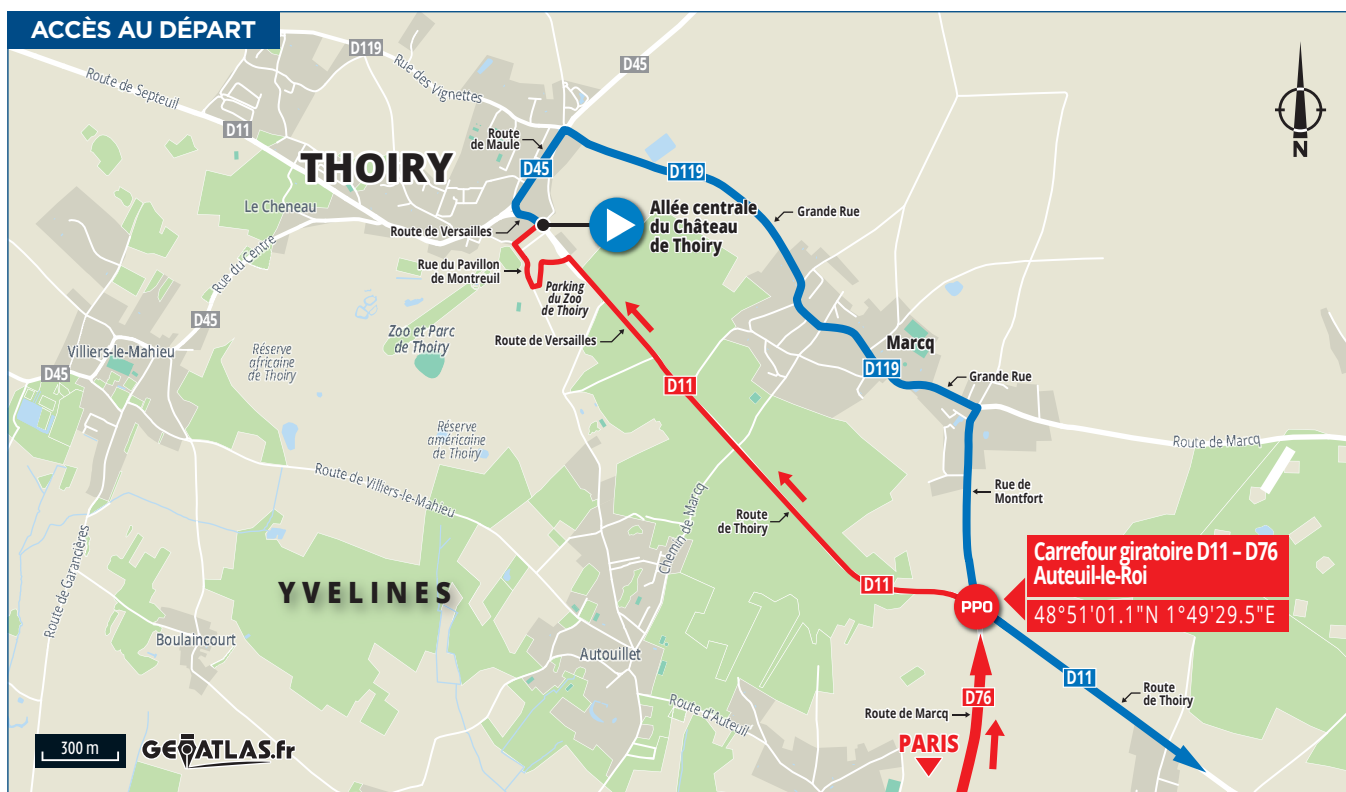 ACCÈS AU DÉPART
D119
Rue des Vignettes
D45
Route de Septeuil
D11
Route
de Maule
THOIRY
D45
D119
N
Le Cheneau
Route de Versailles
Allée centrale
du Château
de Thoiry
Grande Rue
Rue du Centre
Rue du Pavillon
de Montreuil
Parking
du Zoo
de Thoiry
D45
Zoo et Parc
de Thoiry
Route de Versailles
Villiers-le-Mahieu
Réserve
africaine
de Thoiry
Marcq
D45
D119
Grande Rue
D11
Réserve
américaine
de Thoiry
Route de Marcq
Route de Villiers-le-Mahieu
Rue de
Montfort
Chemin de Marcq
Route
de Thoiry
Route de Garancières
Carrefour giratoire D11 – D76
Auteuil-le-Roi
48°51'01.1"N 1°49'29.5"E
D11
PPO
YVELINES
Boulaincourt
Autouillet
D11
Route
de Thoiry
D76
Route d'Auteuil
Route de Marcq
PARIS
300 m
GEOATLAS.fr